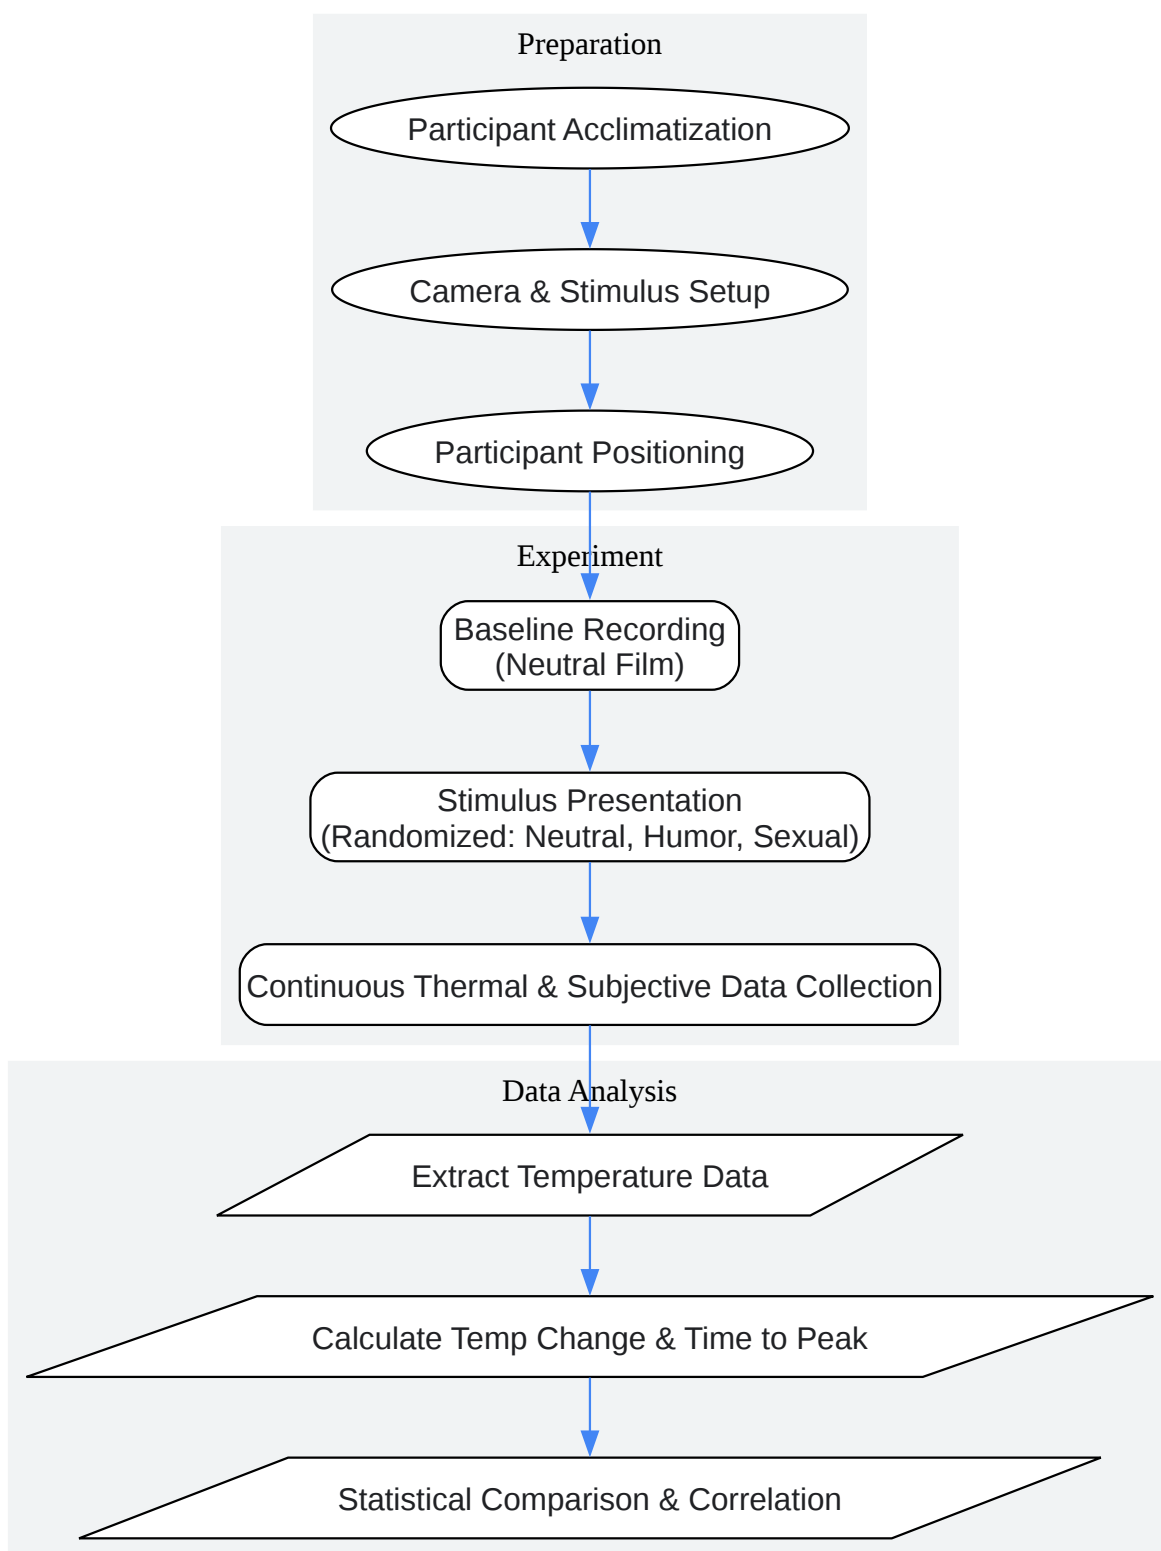 Preparation
Participant Acclimatization
Camera & Stimulus Setup
Participant Positioning
Experiment
Baseline Recording
(Neutral Film)
Stimulus Presentation
(Randomized: Neutral, Humor, Sexual)
Continuous Thermal & Subjective Data Collection
Data Analysis
Extract Temperature Data
Calculate Temp Change & Time to Peak
Statistical Comparison & Correlation